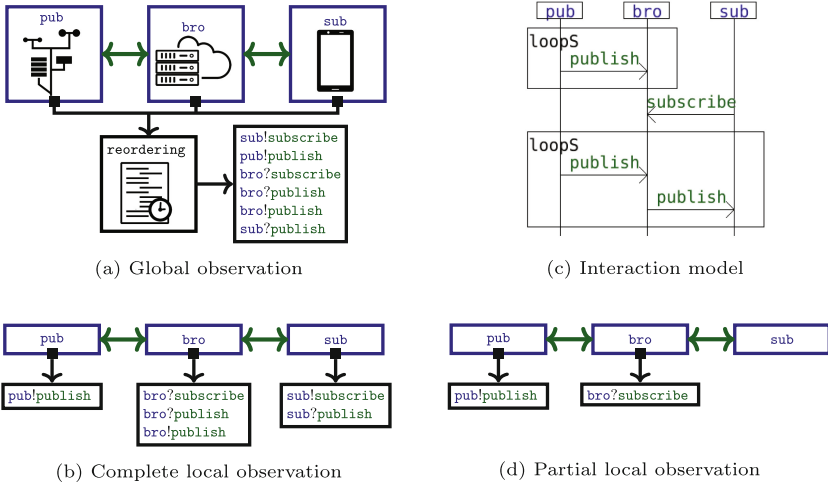 pub
bro
sub
reordering
sub!subscribe
pub!publish
bro?subscribe
bro?publish
bro!publish
sub?publish
(a) Global observation
pub bro sub
loopS
publish
subscribe
loopS
publish
publish
(c) Interaction model
pub bro sub
pub!publish
bro?subscribe
bro?publish
bro!publish
sub!subscribe
sub?publish
(b) Complete local observation
pub bro sub
pub!publish bro?subscribe
(d) Partial local observation